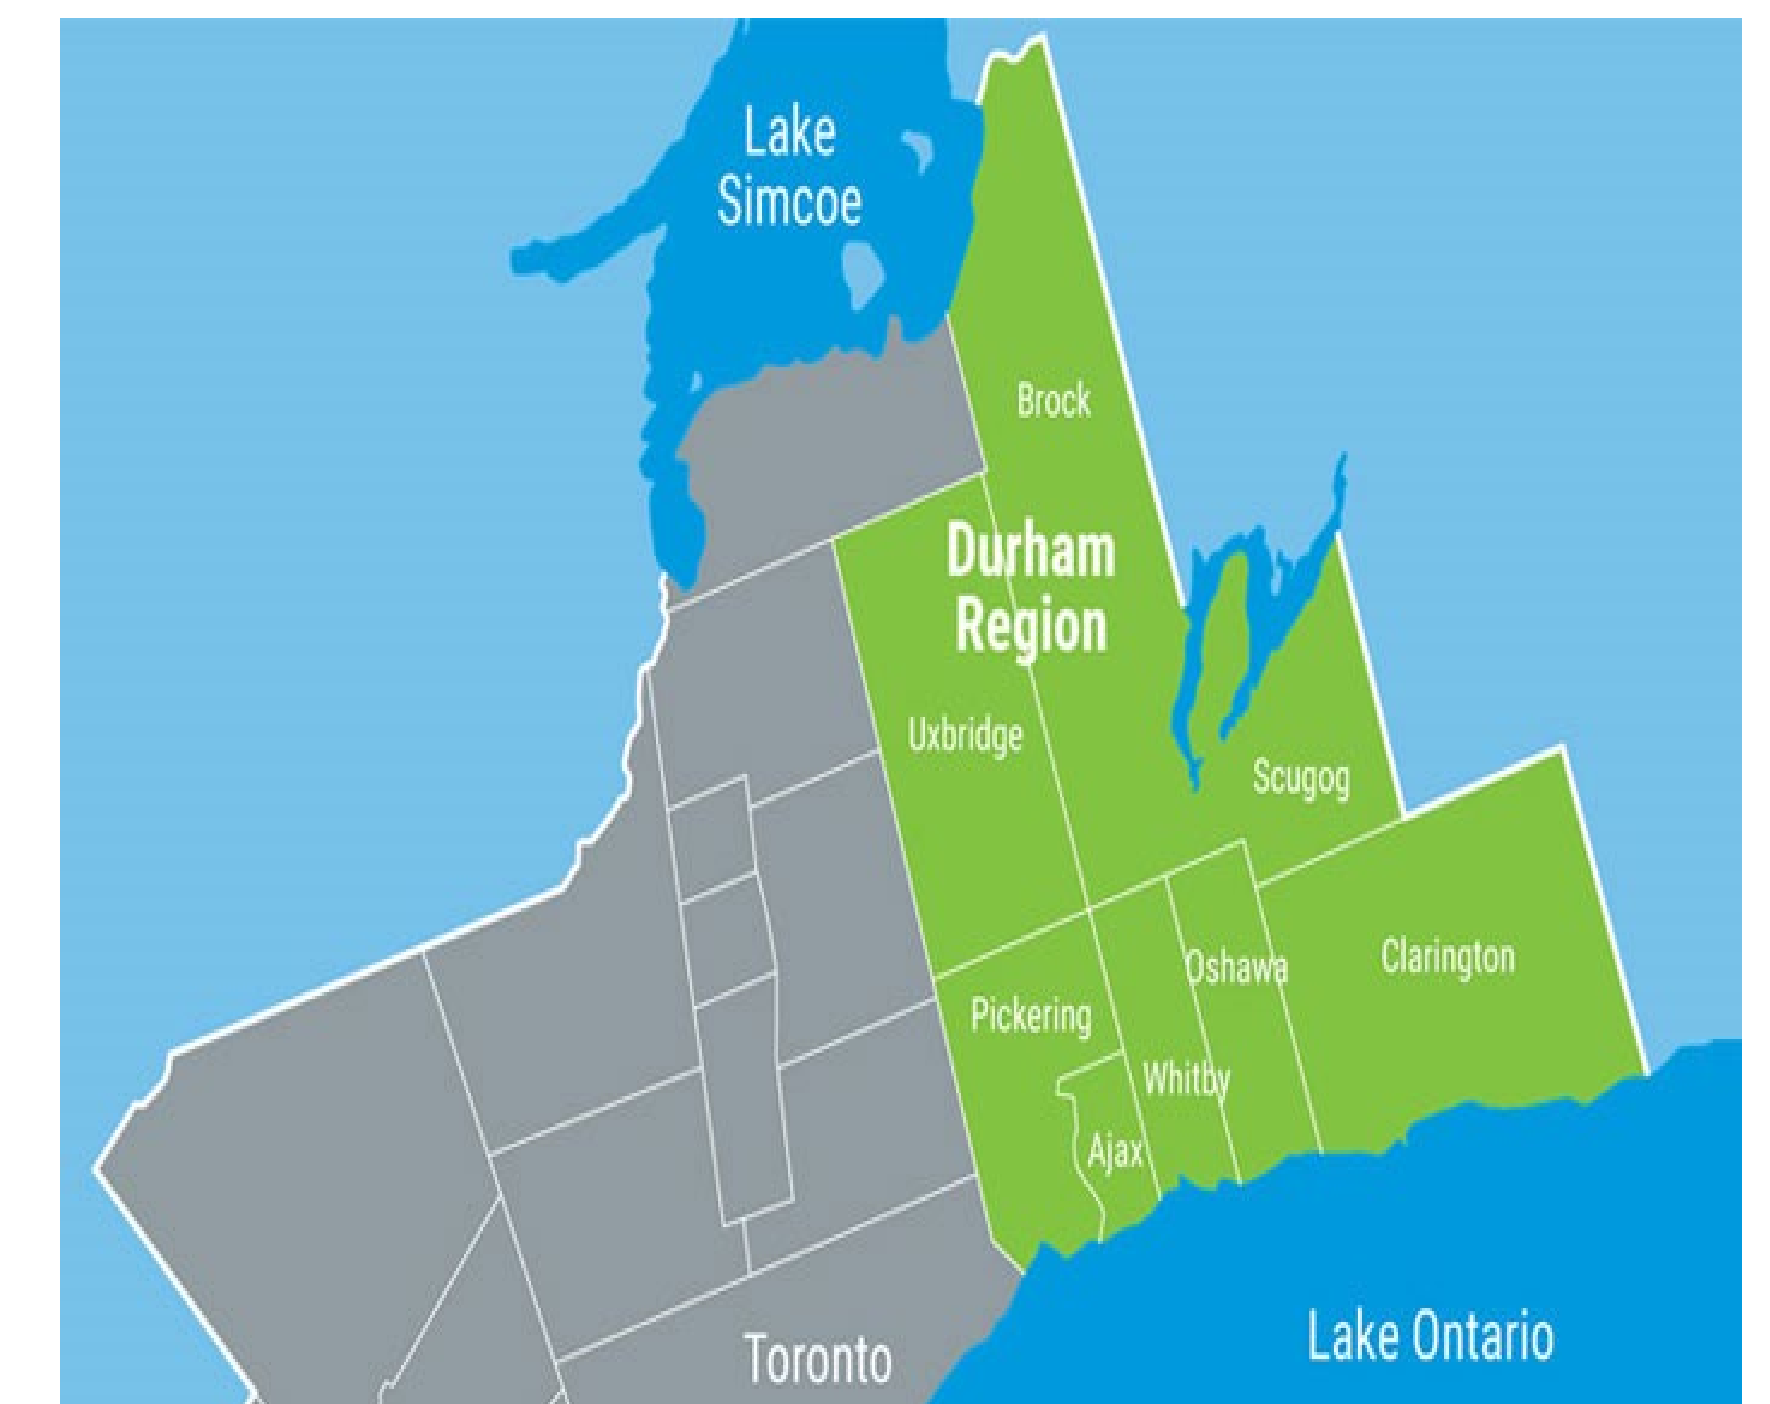 Lake
Simcoe
Brock
Durham
Region
Uxbridge
Scugog
Oshawa
Clarington
Pickering
Whitby
Ajax
Lake Ontario
Toronto